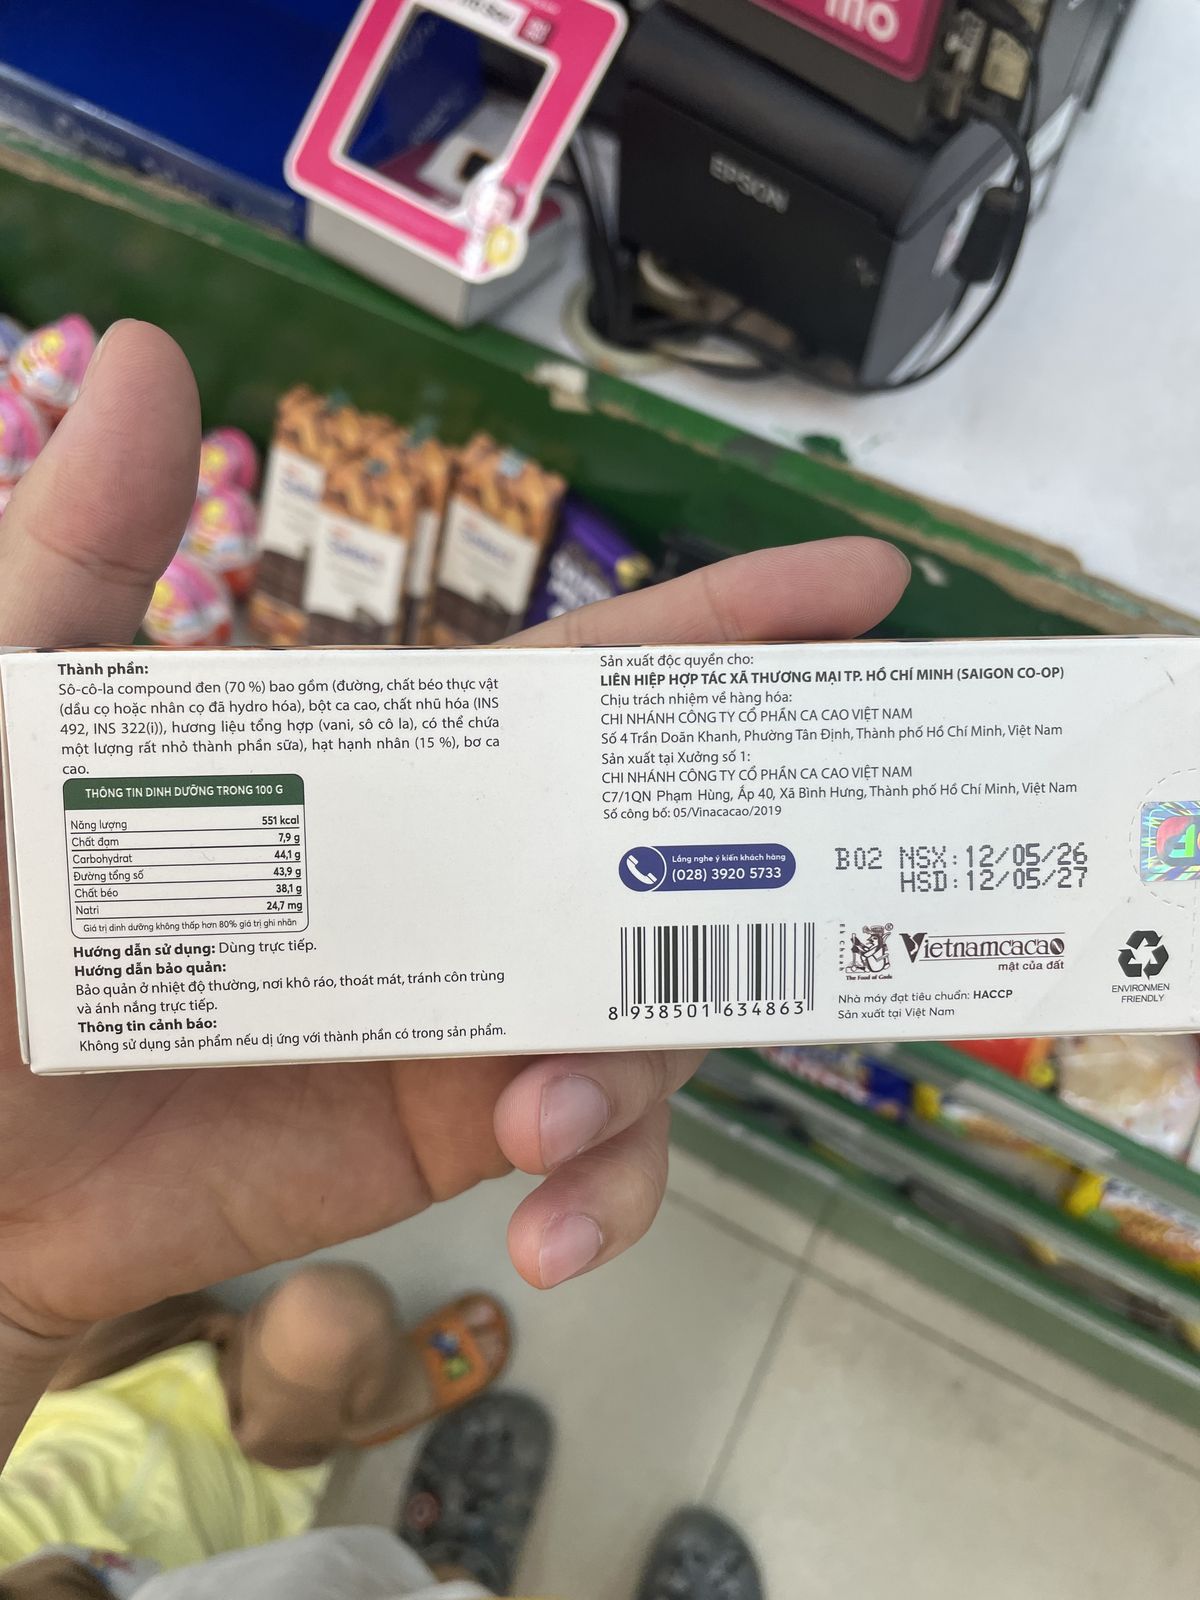 mo
EPSON
Select
Thành phần:
Sô-cô-la compound đen (70 %) bao gồm (đường, chất béo thực vật
(dầu cọ hoặc nhân cọ đã hydro hóa), bột ca cao, chất nhũ hóa (INS
492, INS 322(i)), hương liệu tổng hợp (vani, sô cô la), có thể chứa
một lượng rất nhỏ thành phần sữa), hạt hạnh nhân (15 %), bơ ca
cao.
THÔNG TIN DINH DƯỠNG TRONG 100 G
Năng lượng 551 kcal
Chất đạm 7,9 g
Carbohydrat 44,1 g
Đường tổng số 43,9 g
Chất béo 38,1 g
Natri 24,7 mg
Giá trị dinh dưỡng không thấp hơn 80% giá trị ghi nhãn
Hướng dẫn sử dụng: Dùng trực tiếp.
Hướng dẫn bảo quản:
Bảo quản ở nhiệt độ thường, nơi khô ráo, thoát mát, tránh côn trùng
và ánh nắng trực tiếp.
Thông tin cảnh báo:
Không sử dụng sản phẩm nếu dị ứng với thành phần có trong sản phẩm.
Sản xuất độc quyền cho:
LIÊN HIỆP HỢP TÁC XÃ THƯƠNG MẠI TP. HỒ CHÍ MINH (SAIGON CO-OP)
Chịu trách nhiệm về hàng hóa:
CHI NHÁNH CÔNG TY CỔ PHẦN CA CAO VIỆT NAM
Số 4 Trần Doãn Khanh, Phường Tân Định, Thành phố Hồ Chí Minh, Việt Nam
Sản xuất tại Xưởng số 1:
CHI NHÁNH CÔNG TY CỔ PHẦN CA CAO VIỆT NAM
C7/1QN Phạm Hùng, Ấp 40, Xã Bình Hưng, Thành phố Hồ Chí Minh, Việt Nam
Số công bố: 05/Vinacacao/2019
Lắng nghe ý kiến khách hàng
(028) 3920 5733
B02 NSX: 12/05/26
HSD: 12/05/27
8 938501 634863
Ek Chuah
The Food of Gods
Vietnamcacao
mật của đất
Nhà máy đạt tiêu chuẩn: HACCP
Sản xuất tại Việt Nam
ENVIRONMEN
FRIENDLY